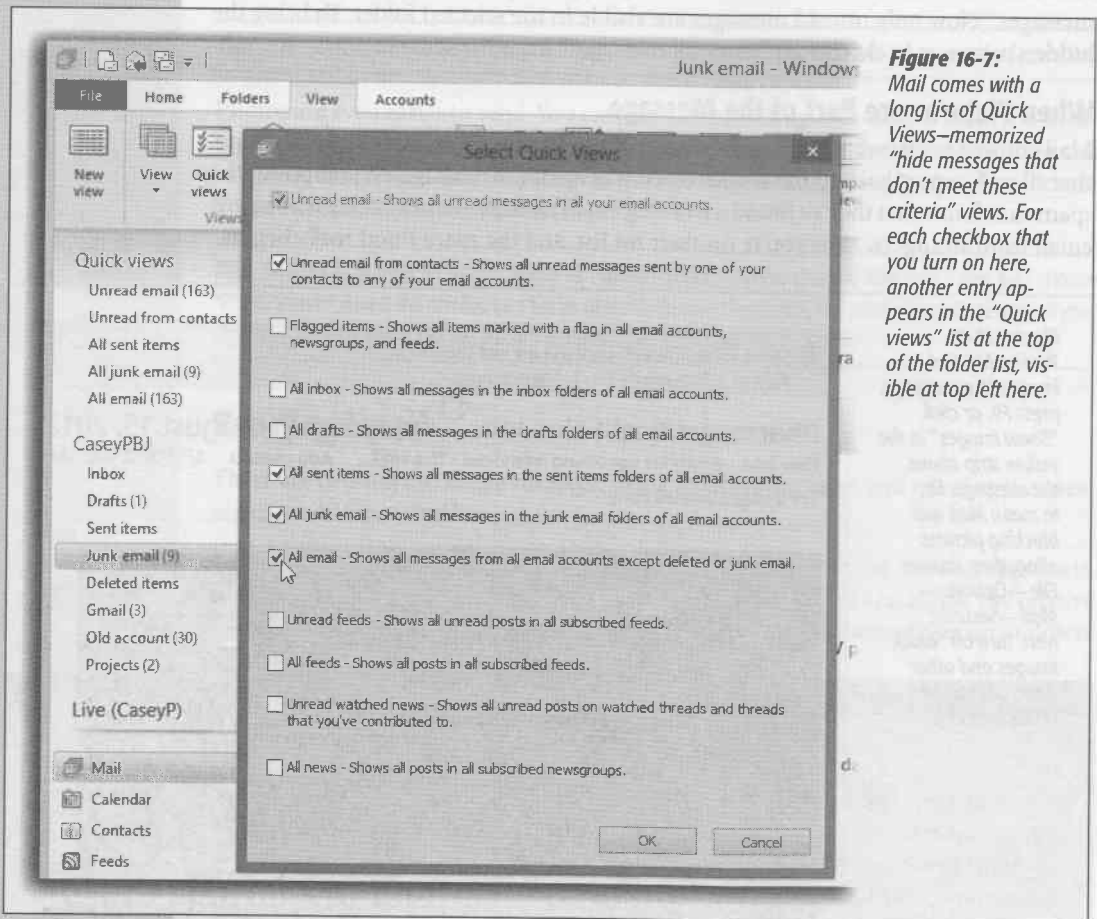 Junk email - Window
File Home Folders View Accounts
New view
View
Quick views
Views
Select Quick Views
Unread email - Shows all unread messages in all your email accounts.
Unread email from contacts - Shows all unread messages sent by one of your
contacts to any of your email accounts.
Flagged items - Shows all items marked with a flag in all email accounts,
newsgroups, and feeds.
All inbox - Shows all messages in the inbox folders of all email accounts.
All drafts - Shows all messages in the drafts folders of all email accounts.
All sent items - Shows all messages in the sent items folders of all email accounts.
All junk email - Shows all messages in the junk email folders of all email accounts.
All email - Shows all messages from all email accounts except deleted or junk email.
Unread feeds - Shows all unread posts in all subscribed feeds.
All feeds - Shows all posts in all subscribed feeds.
Unread watched news - Shows all unread posts on watched threads and threads
that you've contributed to.
All news - Shows all posts in all subscribed newsgroups.
OK Cancel
Quick views
Unread email (163)
Unread from contacts
All sent items
All junk email (9)
All email (163)
CaseyPBJ
Inbox
Drafts (1)
Sent items
Junk email (9)
Deleted items
Gmail (3)
Old account (30)
Projects (2)
Live (CaseyP)
Mail
Calendar
Contacts
Feeds
Figure 16-7:
Mail comes with a
long list of Quick
Views—memorized
"hide messages that
don't meet these
criteria" views. For
each checkbox that
you turn on here,
another entry ap-
pears in the "Quick
views" list at the top
of the folder list, vis-
ible at top left here.